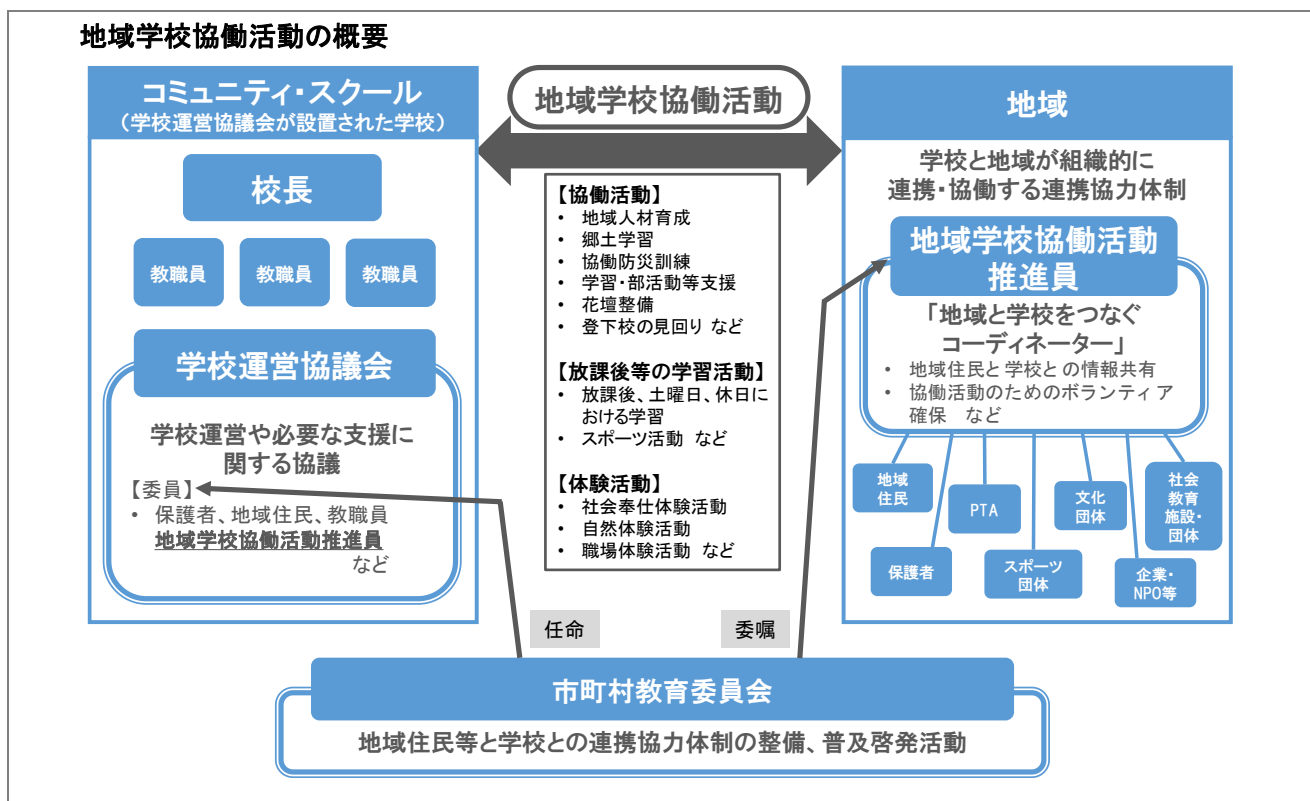 地域学校協働活動の概要
コミュニティ・スクール
（学校運営協議会が設置された学校）
校長
教職員
教職員
教職員
学校運営協議会
学校運営や必要な支援に
関する協議
【委員】
• 保護者、地域住民、教職員
地域学校協働活動推進員
など
地域学校協働活動
【協働活動】
• 地域人材育成
• 郷土学習
• 協働防災訓練
• 学習・部活動等支援
• 花壇整備
• 登下校の見回り など
【放課後等の学習活動】
• 放課後、土曜日、休日に
おける学習
• スポーツ活動 など
【体験活動】
• 社会奉仕体験活動
• 自然体験活動
• 職場体験活動 など
地域
学校と地域が組織的に
連携・協働する連携協力体制
地域学校協働活動
推進員
「地域と学校をつなぐ
コーディネーター」
• 地域住民と学校との情報共有
• 協働活動のためのボランティア
確保 など
地域
住民
PTA
文化
団体
社会
教育
施設・
団体
保護者
スポーツ
団体
企業・
NPO等
任命
委嘱
市町村教育委員会
地域住民等と学校との連携協力体制の整備、普及啓発活動